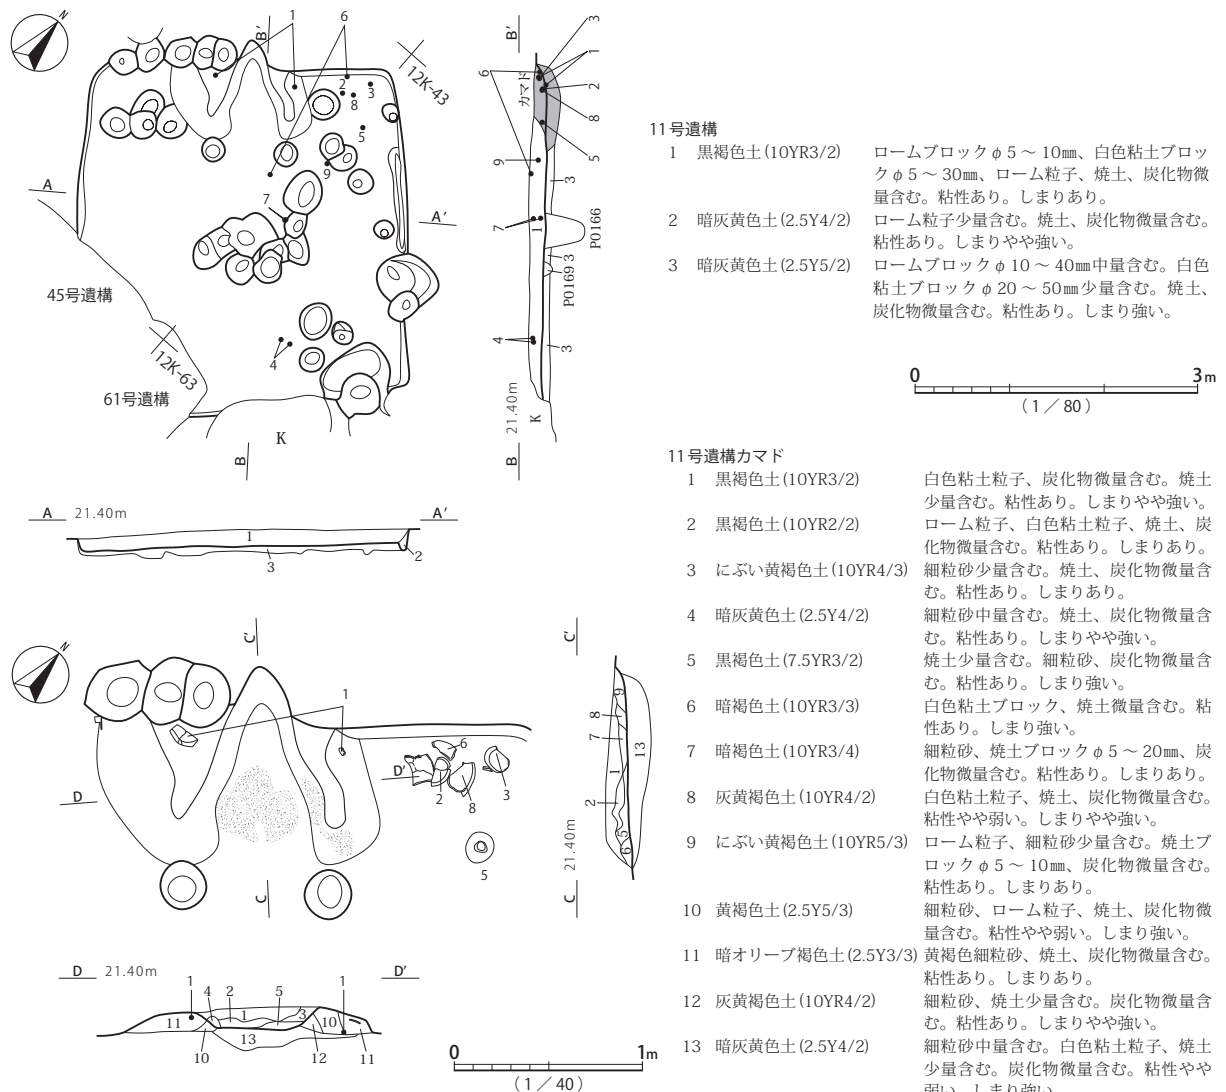 N
B'
1
6
12K-43
2
8
3
5
9
A
A'
7
45号遺構
12K-63
4
61号遺構
K
B
B'
3
1
6
カマド
2
8
9
5
3
7
1
P0166
3
P0169
4
3
21.40m
K
B
A 21.40m A'
1
3
2
N
C'
1
D'
6
2
8
3
D
5
C
C'
9
8
7
1
13
2
5
6
21.40m
C
D 21.40m D'
1
4
2
5
1
1
3
10
11
13
10
12
11
11号遺構
1 黒褐色土(10YR3/2) ロームブロックφ5～10㎜、白色粘土ブロッ
クφ5～30㎜、ローム粒子、焼土、炭化物微
量含む。粘性あり。しまりあり。
2 暗灰黄色土(2.5Y4/2) ローム粒子少量含む。焼土、炭化物微量含む。
粘性あり。しまりやや強い。
3 暗灰黄色土(2.5Y5/2) ロームブロックφ10～40㎜中量含む。白色
粘土ブロックφ20～50㎜少量含む。焼土、
炭化物微量含む。粘性あり。しまり強い。
0 3m
(1／80)
11号遺構カマド
1 黒褐色土(10YR3/2) 白色粘土粒子、炭化物微量含む。焼土
少量含む。粘性あり。しまりやや強い。
2 黒褐色土(10YR2/2) ローム粒子、白色粘土粒子、焼土、炭
化物微量含む。粘性あり。しまりあり。
3 にぶい黄褐色土(10YR4/3) 細粒砂少量含む。焼土、炭化物微量含
む。粘性あり。しまりあり。
4 暗灰黄色土(2.5Y4/2) 細粒砂中量含む。焼土、炭化物微量含
む。粘性あり。しまりやや強い。
5 黒褐色土(7.5YR3/2) 焼土少量含む。細粒砂、炭化物微量含
む。粘性あり。しまり強い。
6 暗褐色土(10YR3/3) 白色粘土ブロック、焼土微量含む。粘
性あり。しまり強い。
7 暗褐色土(10YR3/4) 細粒砂、焼土ブロックφ5～20㎜、炭
化物微量含む。粘性あり。しまりあり。
8 灰黄褐色土(10YR4/2) 白色粘土粒子、焼土、炭化物微量含む。
粘性やや弱い。しまりやや強い。
9 にぶい黄褐色土(10YR5/3) ローム粒子、細粒砂少量含む。焼土ブ
ロックφ5～10㎜、炭化物微量含む。
粘性あり。しまりあり。
10 黄褐色土(2.5Y5/3) 細粒砂、ローム粒子、焼土、炭化物微
量含む。粘性やや弱い。しまり強い。
11 暗オリーブ褐色土(2.5Y3/3) 黄褐色細粒砂、焼土、炭化物微量含む。
粘性あり。しまりあり。
12 灰黄褐色土(10YR4/2) 細粒砂、焼土少量含む。炭化物微量含
む。粘性あり。しまりやや強い。
13 暗灰黄色土(2.5Y4/2) 細粒砂中量含む。白色粘土粒子、焼土
少量含む。炭化物微量含む。粘性やや
弱い。しまり強い。
0 1m
(1／40)